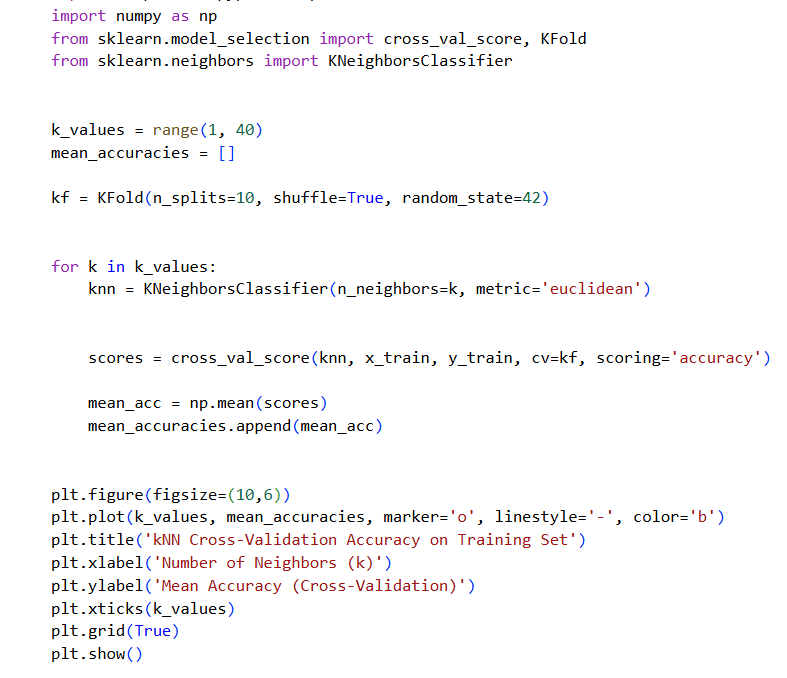 import numpy as np
from sklearn.model_selection import cross_val_score, KFold
from sklearn.neighbors import KNeighborsClassifier
k_values = range(1, 40)
mean_accuracies = []
kf = KFold(n_splits=10, shuffle=True, random_state=42)
for k in k_values:
    knn = KNeighborsClassifier(n_neighbors=k, metric='euclidean')
    scores = cross_val_score(knn, x_train, y_train, cv=kf, scoring='accuracy')
    mean_acc = np.mean(scores)
    mean_accuracies.append(mean_acc)
plt.figure(figsize=(10,6))
plt.plot(k_values, mean_accuracies, marker='o', linestyle='-', color='b')
plt.title('kNN Cross-Validation Accuracy on Training Set')
plt.xlabel('Number of Neighbors (k)')
plt.ylabel('Mean Accuracy (Cross-Validation)')
plt.xticks(k_values)
plt.grid(True)
plt.show()